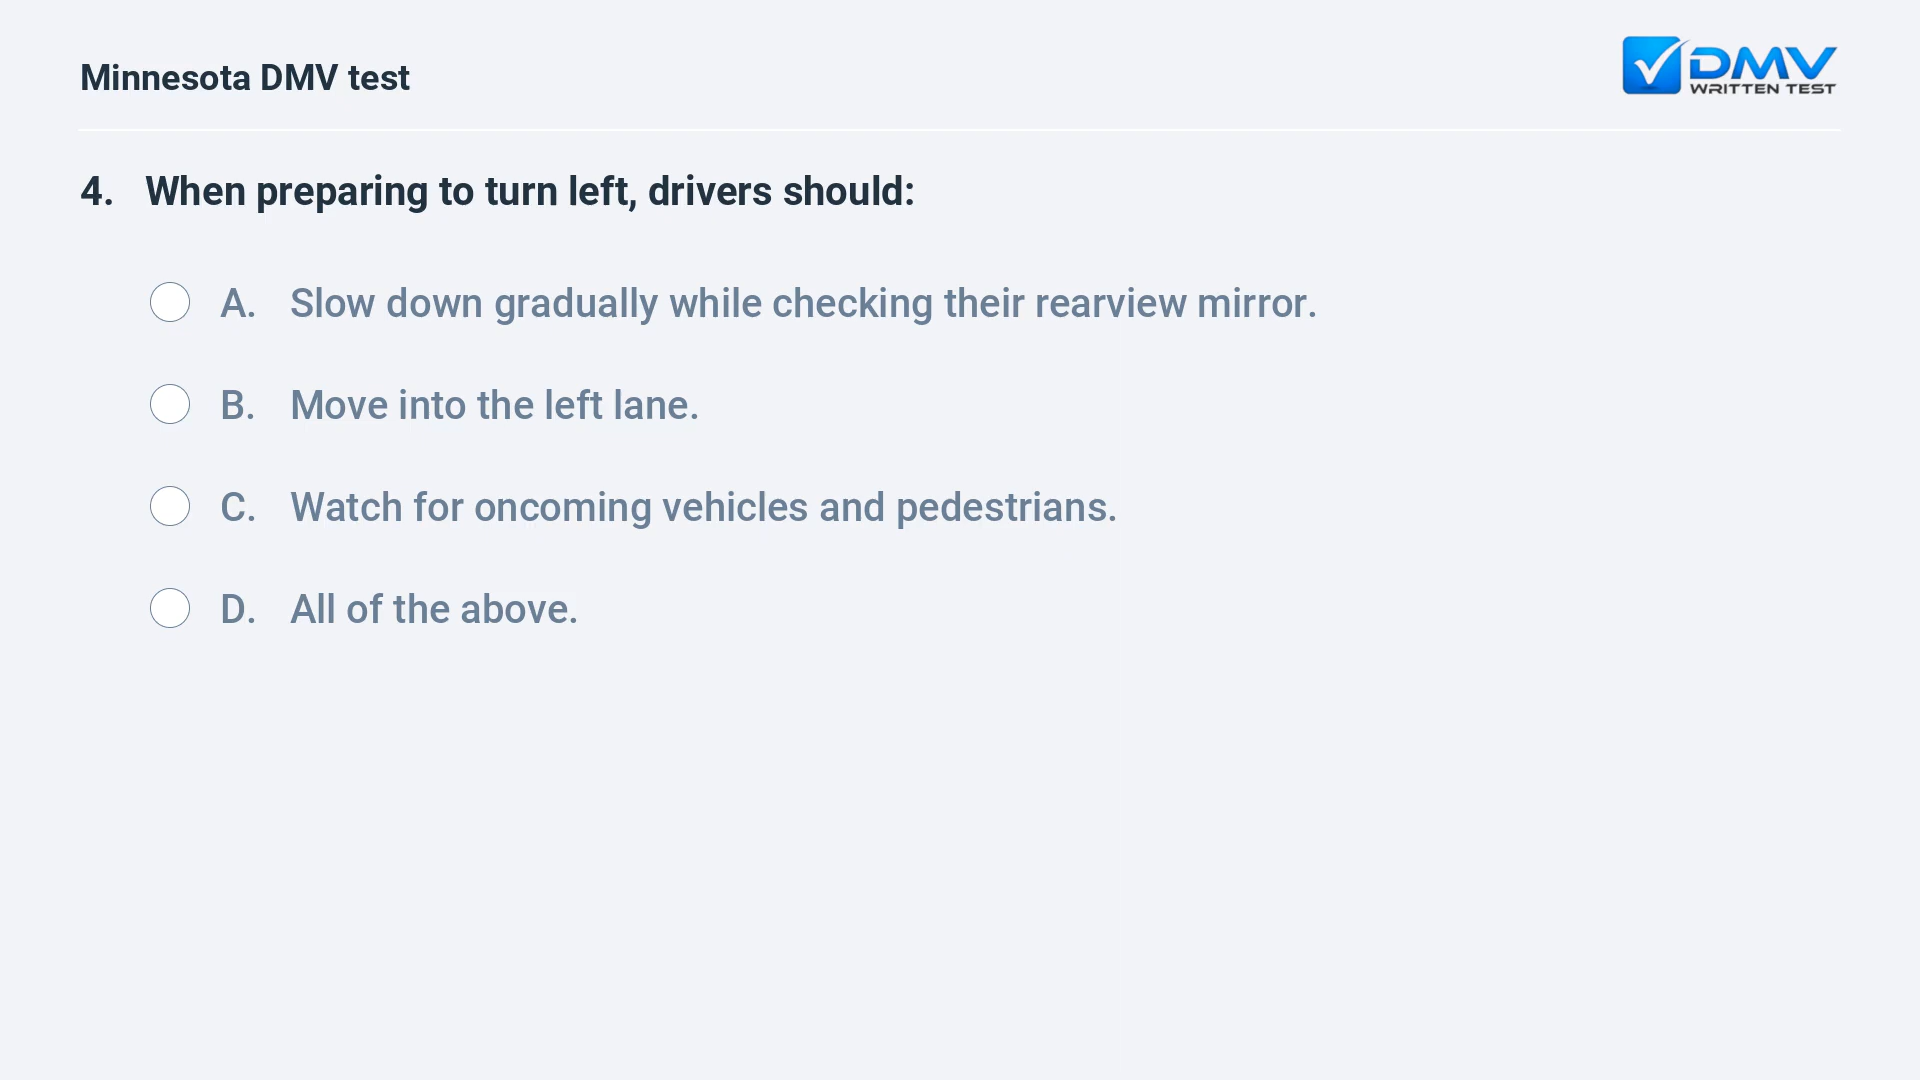 Minnesota DMV test
DMV
WRITTEN TEST
4. When preparing to turn left, drivers should:
A. Slow down gradually while checking their rearview mirror.
B. Move into the left lane.
C. Watch for oncoming vehicles and pedestrians.
D. All of the above.